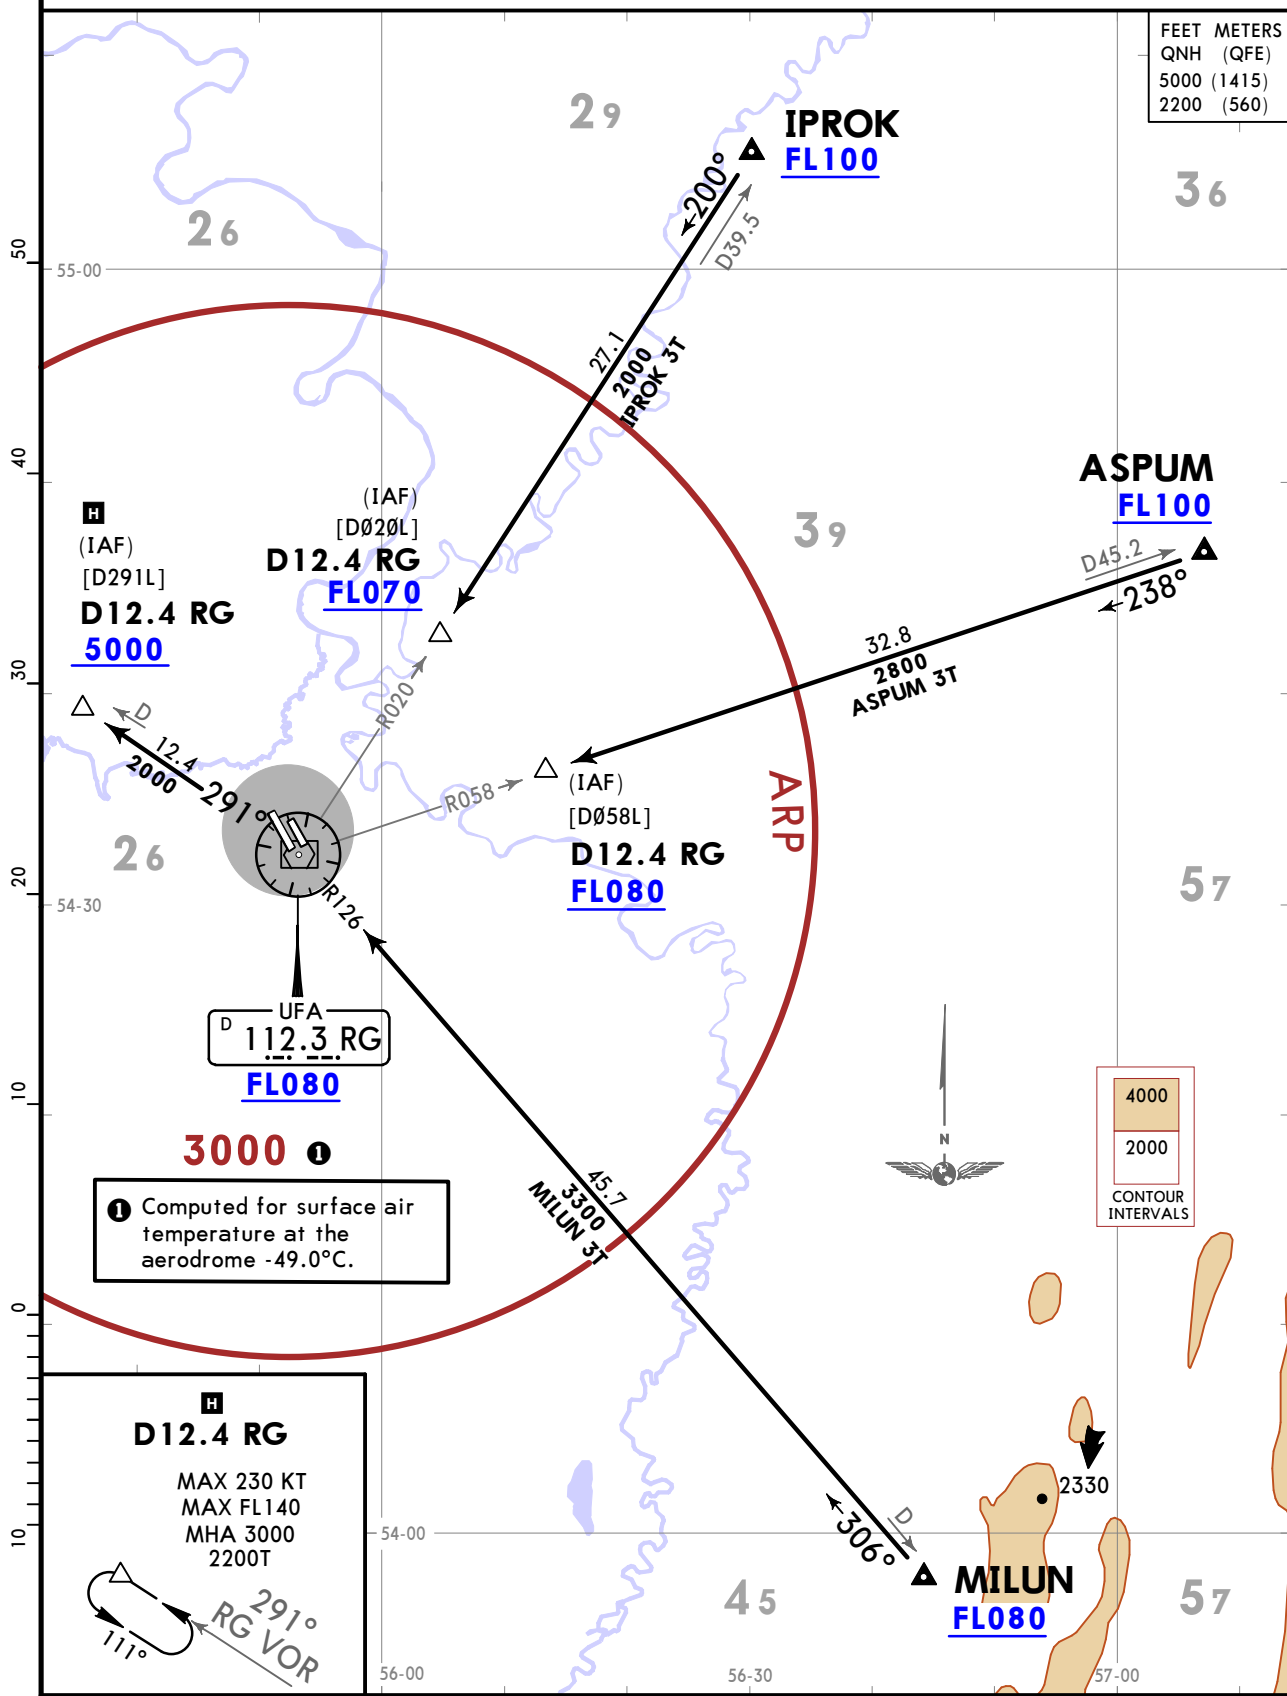 FEET METERS
QNH (QFE)
5000 (1415)
2200 (560)
29
IPROK
FL100
36
26
200°
D39.5
50
55-00
27.1
2000
IPROK 3T
40
ASPUM
FL100
H
(IAF)
[D291L]
D12.4 RG
5000
(IAF)
[DØ20L]
D12.4 RG
FL070
39
D45.2
238°
32.8
2800
ASPUM 3T
30
R020
D
12.4
2000
291°
R058
(IAF)
[DØ58L]
D12.4 RG
FL080
ARP
26
57
20
54-30
R126
UFA
D 112.3 RG
FL080
10
4000
2000
CONTOUR
INTERVALS
N
3000 1
1 Computed for surface air
temperature at the
aerodrome -49.0°C.
45.7
3300
MILUN 3T
0
H
D12.4 RG
MAX 230 KT
MAX FL140
MHA 3000
2200T
291°
RG VOR
111°
10
2330
54-00
D
306°
MILUN
FL080
45
57
56-00
56-30
57-00